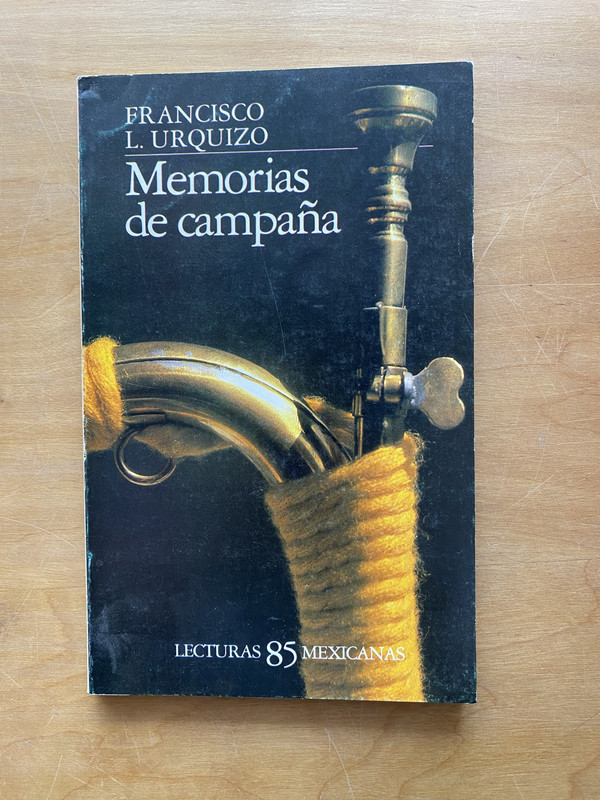 FRANCISCO
L. URQUIZO
Memorias
de campaña
LECTURAS 85 MEXICANAS